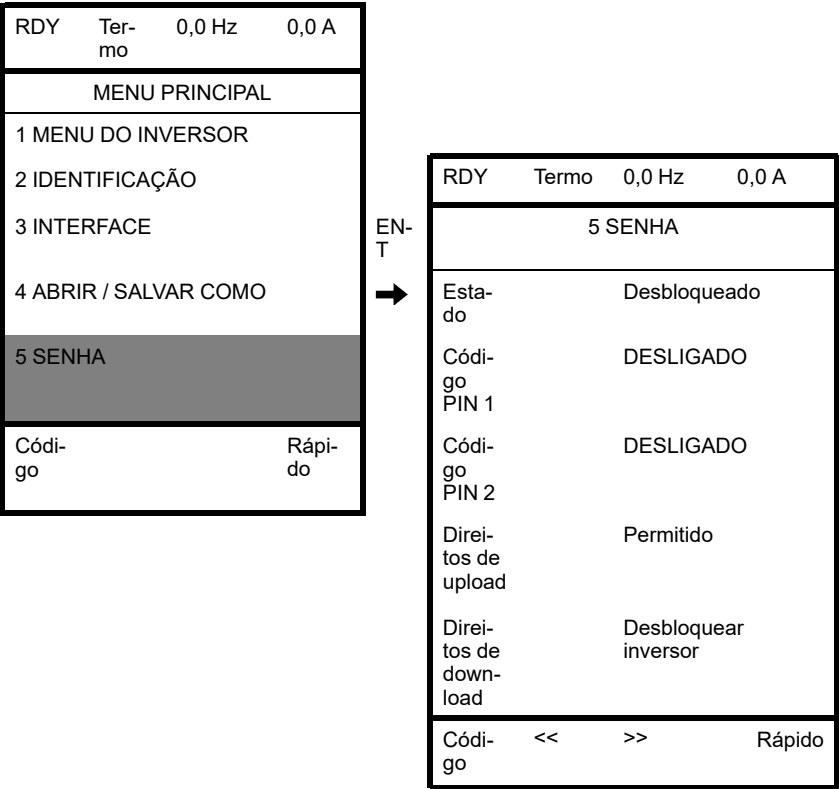 RDY Ter- 0,0 Hz 0,0 A
mo
MENU PRINCIPAL
1 MENU DO INVERSOR
2 IDENTIFICAÇÃO
3 INTERFACE
4 ABRIR / SALVAR COMO
5 SENHA
Códi- Rápi-
go do
EN-
T
RDY Termo 0,0 Hz 0,0 A
5 SENHA
Esta- Desbloqueado
do
Códi- DESLIGADO
go
PIN 1
Códi- DESLIGADO
go
PIN 2
Direi- Permitido
tos de
upload
Direi- Desbloquear
tos de inversor
down-
load
Códi- << >> Rápido
go